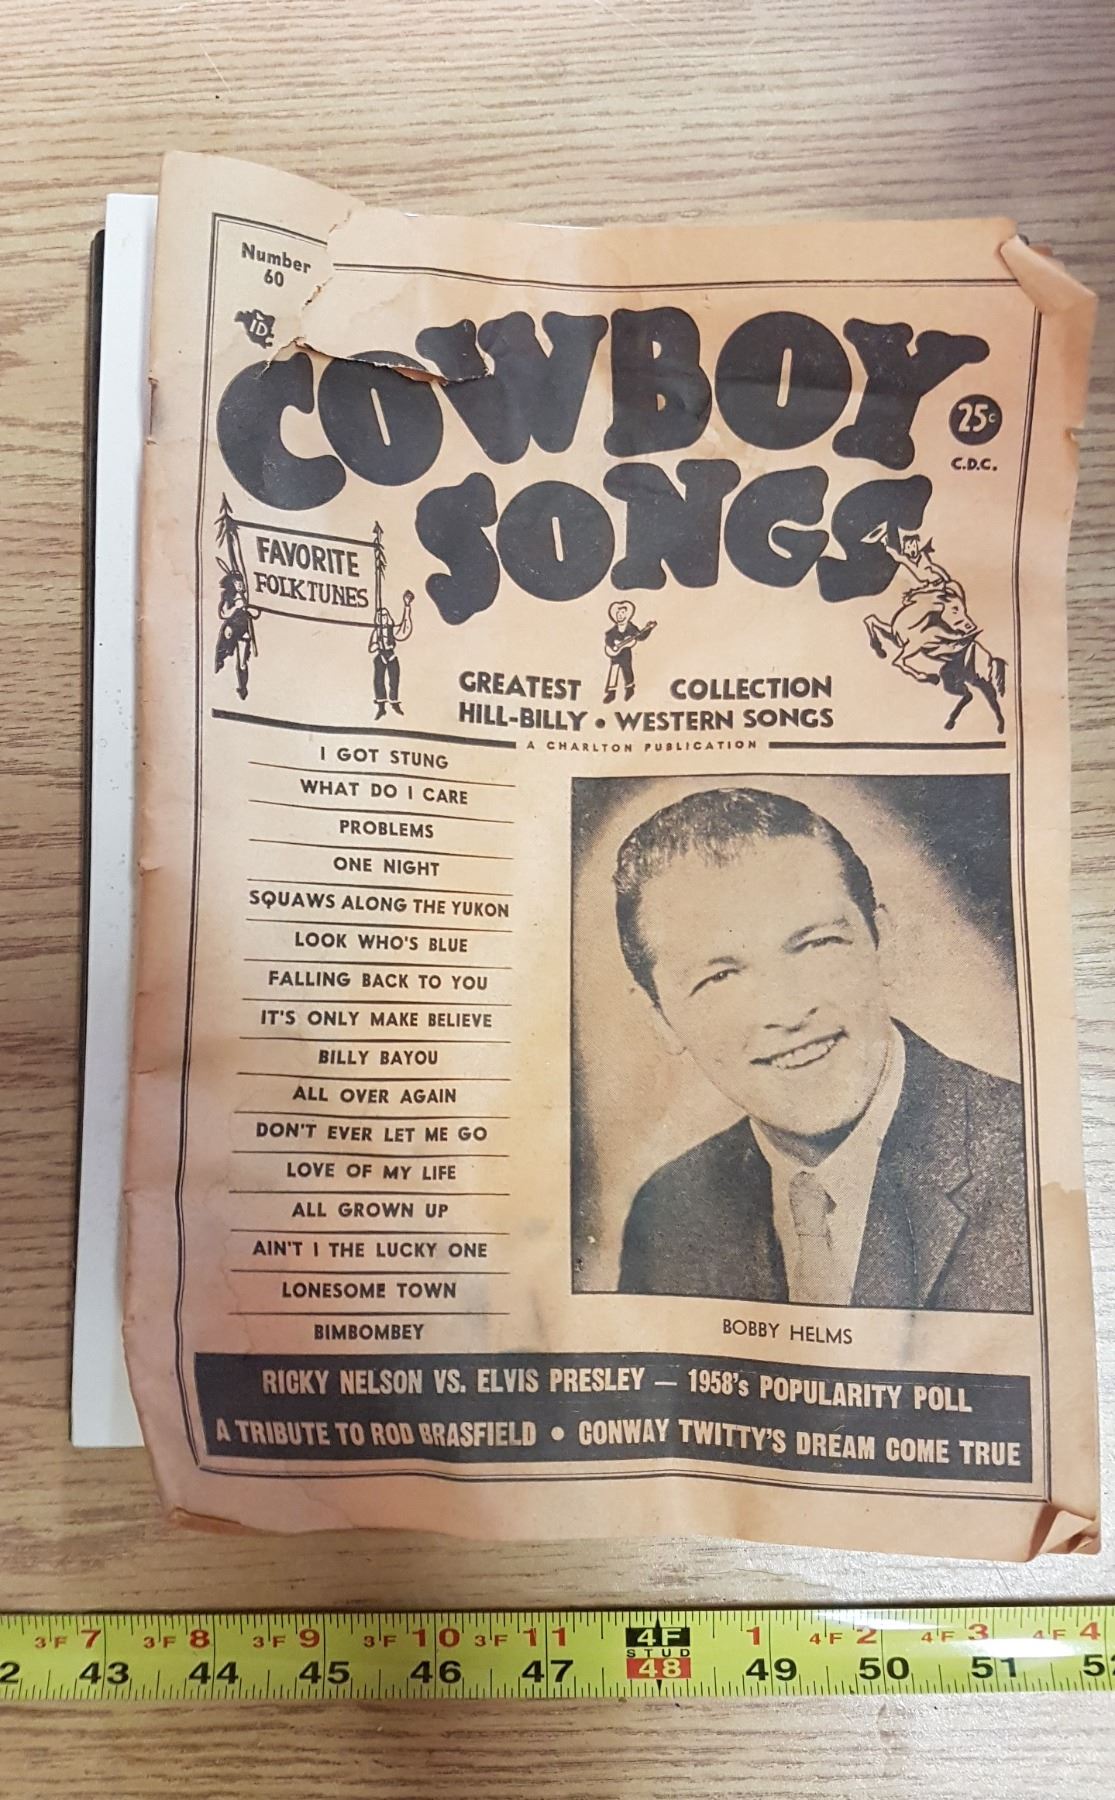 Number
60
ID
COWBOY
SONGS
25c
C.D.C.
FAVORITE
FOLKTUNES
GREATEST COLLECTION
HILL-BILLY • WESTERN SONGS
A CHARLTON PUBLICATION
I GOT STUNG
WHAT DO I CARE
PROBLEMS
ONE NIGHT
SQUAWS ALONG THE YUKON
LOOK WHO'S BLUE
FALLING BACK TO YOU
IT'S ONLY MAKE BELIEVE
BILLY BAYOU
ALL OVER AGAIN
DON'T EVER LET ME GO
LOVE OF MY LIFE
ALL GROWN UP
AIN'T I THE LUCKY ONE
LONESOME TOWN
BIMBOMBEY
BOBBY HELMS
RICKY NELSON VS. ELVIS PRESLEY — 1958's POPULARITY POLL
A TRIBUTE TO ROD BRASFIELD • CONWAY TWITTY'S DREAM COME TRUE
3F 7 3F 8 3F 9 3F 10 3F 11 4F 1 4F 2 4F 3 4F 4
STUD
2 43 44 45 46 47 48 49 50 51 5